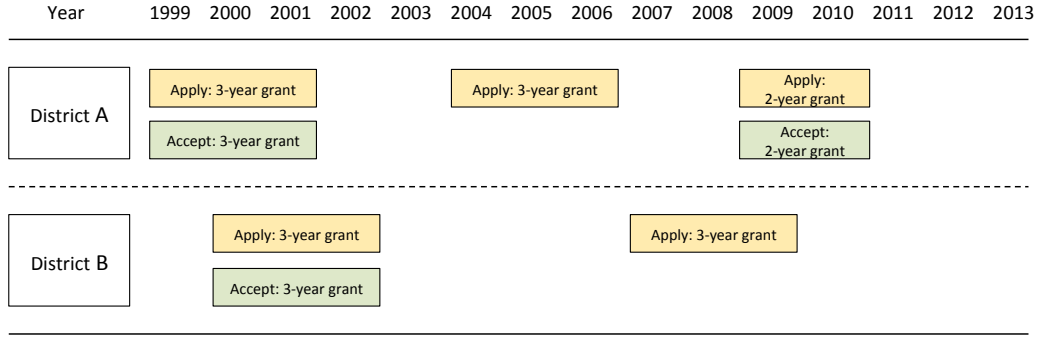 Year 1999 2000 2001 2002 2003 2004 2005 2006 2007 2008 2009 2010 2011 2012 2013
District A
Apply: 3-year grant
Apply: 3-year grant
Apply:
2-year grant
Accept: 3-year grant
Accept:
2-year grant
District B
Apply: 3-year grant
Apply: 3-year grant
Accept: 3-year grant